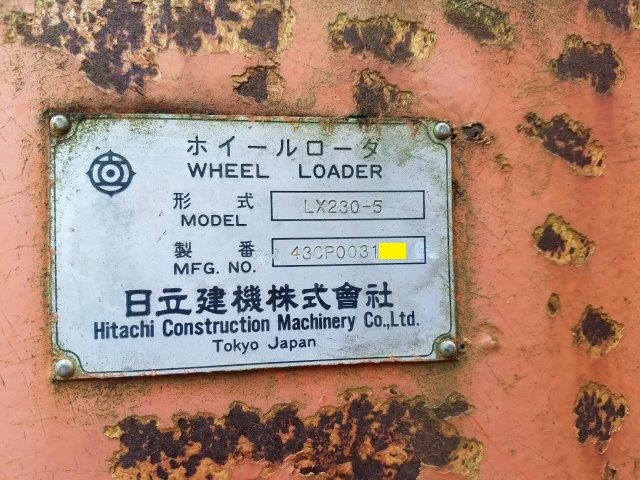 ホイールローダ
WHEEL LOADER
形式 LX230-5
MODEL
製番 43CP0031
MFG. NO.
日立建機株式會社
Hitachi Construction Machinery Co.,Ltd.
Tokyo Japan